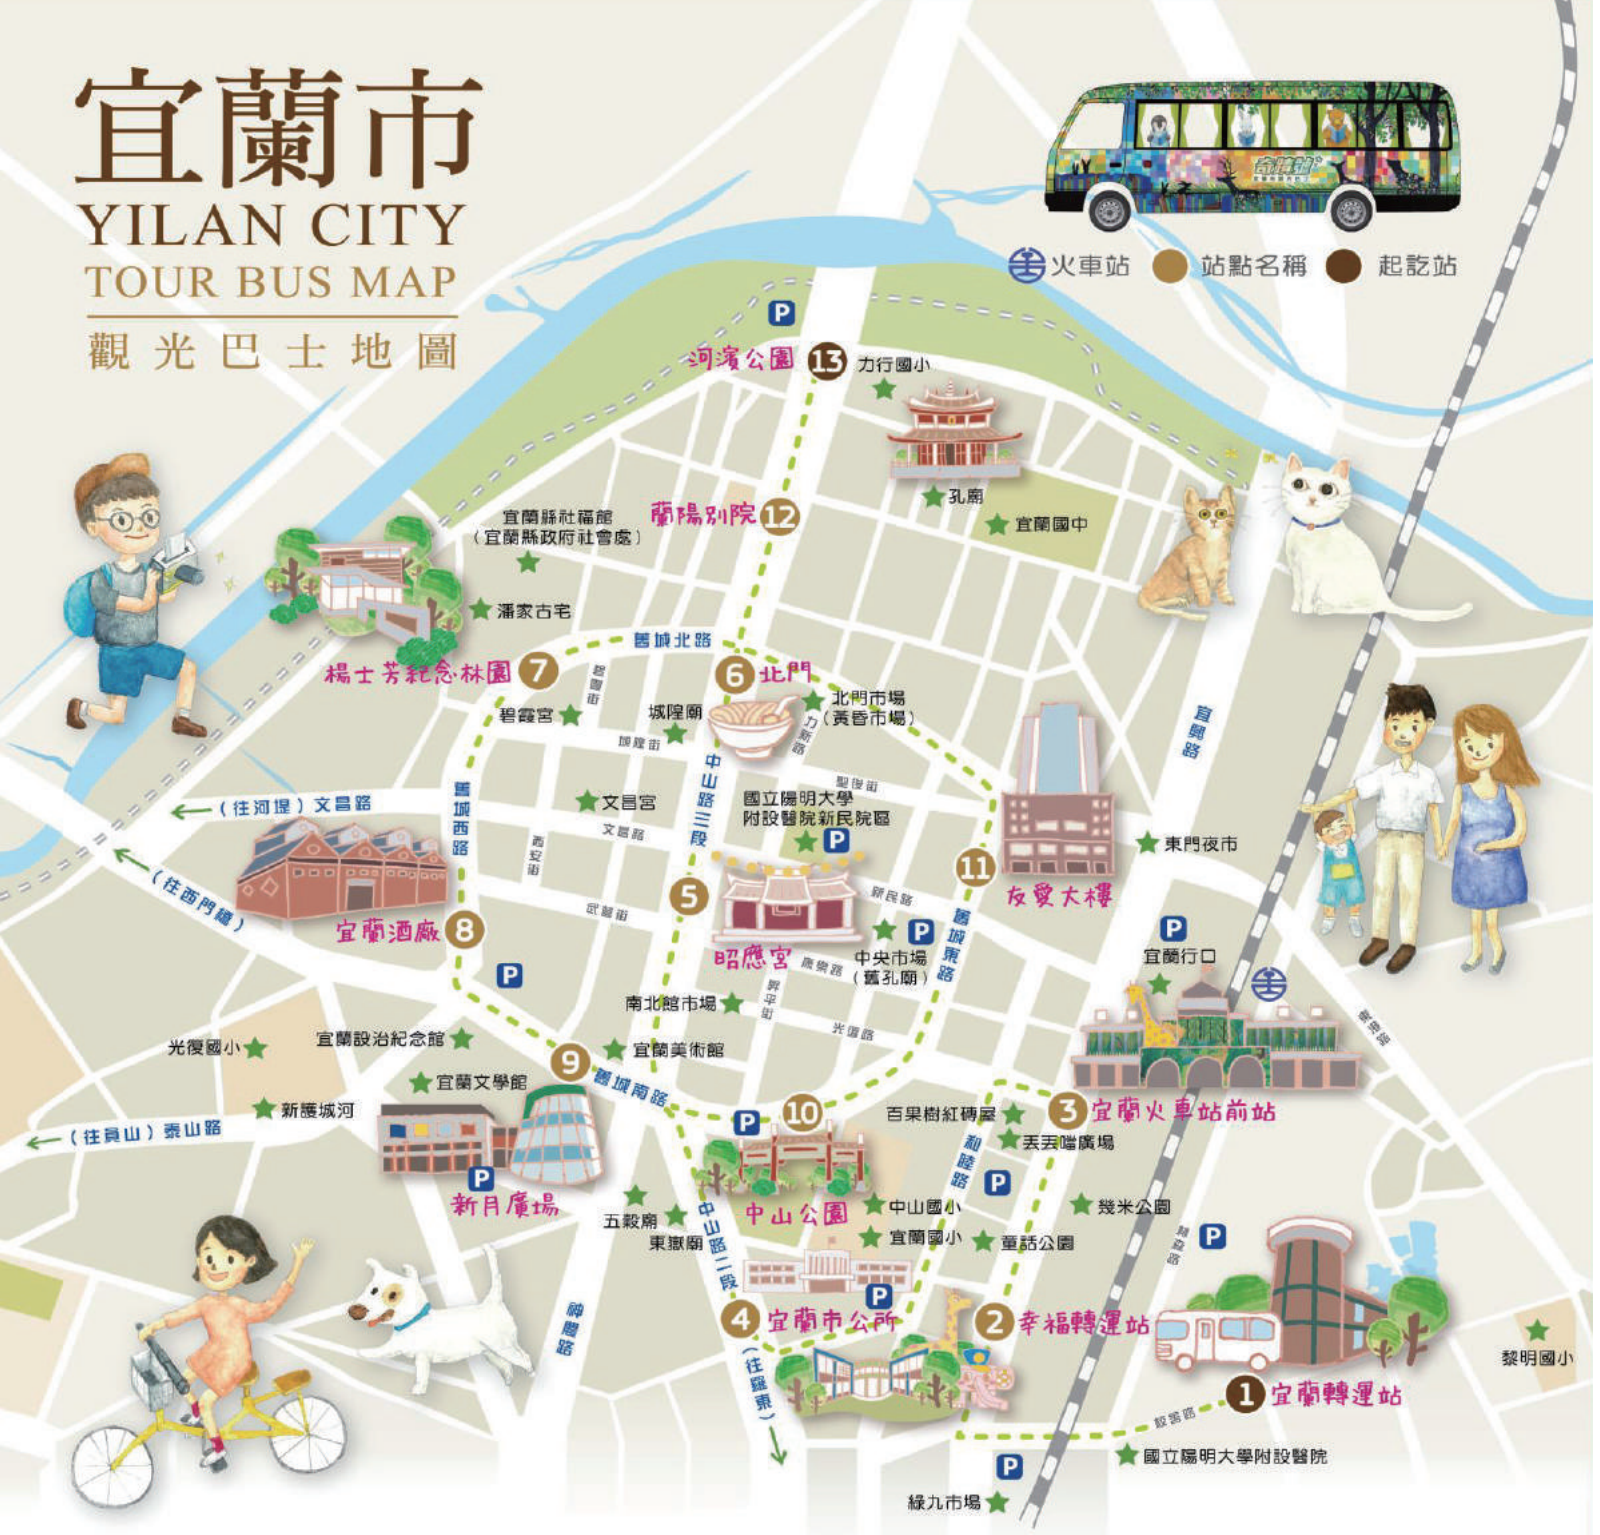 宜蘭市
YILAN CITY
TOUR BUS MAP
觀光巴士地圖
火車站
站點名稱
起訖站
P
河濱公園
13
力行國小
孔廟
宜蘭國中
蘭陽別院
12
宜蘭縣社福館
(宜蘭縣政府社會處)
潘家古宅
舊城北路
楊士芳紀念林園
7
6
北門
碧霞街
碧霞宮
城隍廟
城隍街
北門市場
(黃昏市場)
力新路
宜興路
中山路三段
聖後街
舊城西路
(往河堤)文昌路
文昌宮
文昌路
國立陽明大學
附設醫院新民院區
P
東門夜市
西安街
(往西門橋)
11
友愛大樓
5
新民路
武營街
宜蘭酒廠
8
昭應宮
中央市場
(舊孔廟)
P
舊城東路
P
宜蘭行口
康樂路
P
昇平街
南北館市場
光復路
東港路
光復國小
宜蘭設治紀念館
宜蘭美術館
9
宜蘭文學館
舊城南路
新護城河
(往員山)泰山路
P
10
百果樹紅磚屋
3
宜蘭火車站前站
丟丟噹廣場
和睦路
P
P
新月廣場
中山公園
中山國小
幾米公園
五穀廟
東嶽廟
中山路二段
宜蘭國小
童話公園
P
P
神農路
4
宜蘭市公所
2
幸福轉運站
(往羅東)
黎明國小
1
宜蘭轉運站
校舍路
國立陽明大學附設醫院
P
綠九市場